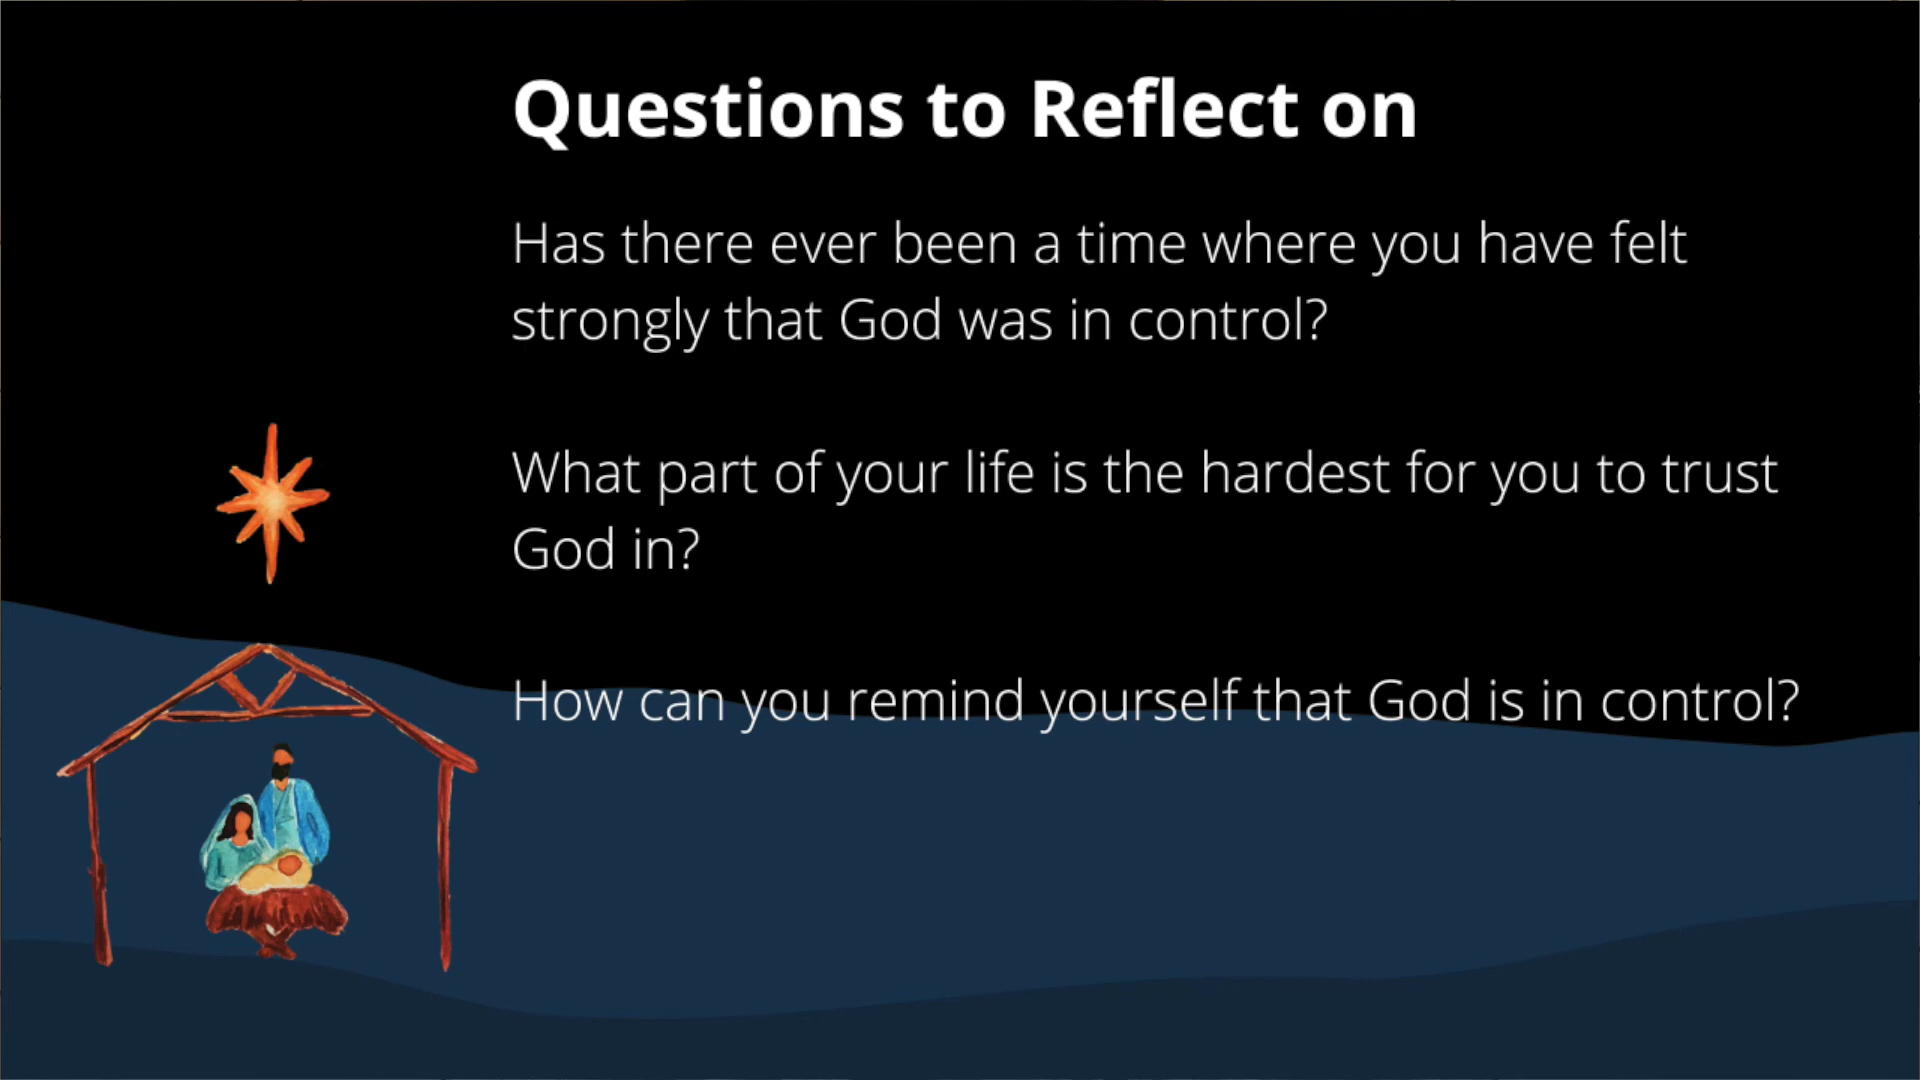 Questions to Reflect on
Has there ever been a time where you have felt
strongly that God was in control?
What part of your life is the hardest for you to trust
God in?
How can you remind yourself that God is in control?